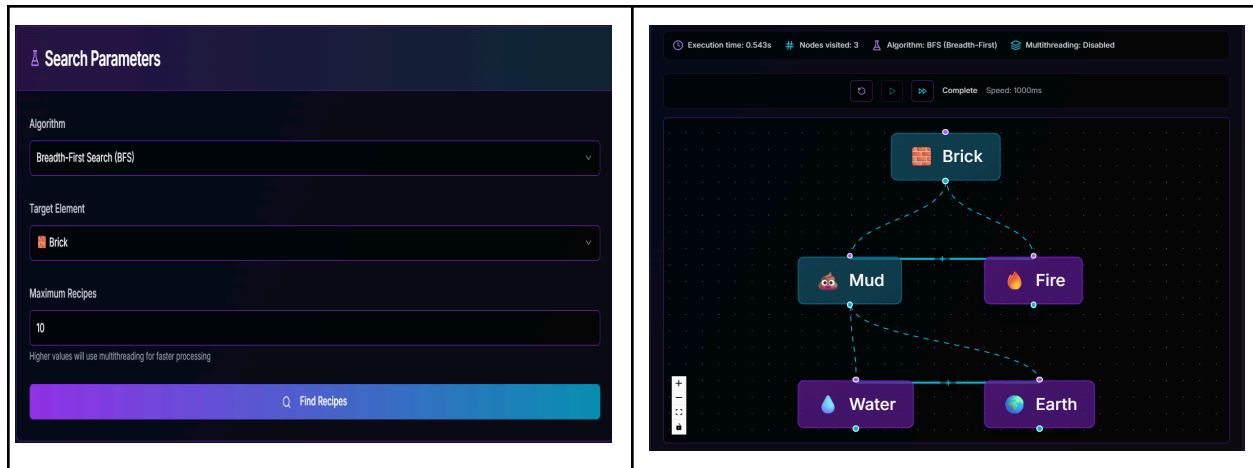 Search Parameters
Algorithm
Breadth-First Search (BFS)
Target Element
🧱 Brick
Maximum Recipes
10
Higher values will use multithreading for faster processing
Find Recipes
Execution time: 0.543s # Nodes visited: 3 Algorithm: BFS (Breadth-First) Multithreading: Disabled
Complete Speed: 1000ms
🧱 Brick
+
💩 Mud 🔥 Fire
+
💧 Water 🌍 Earth